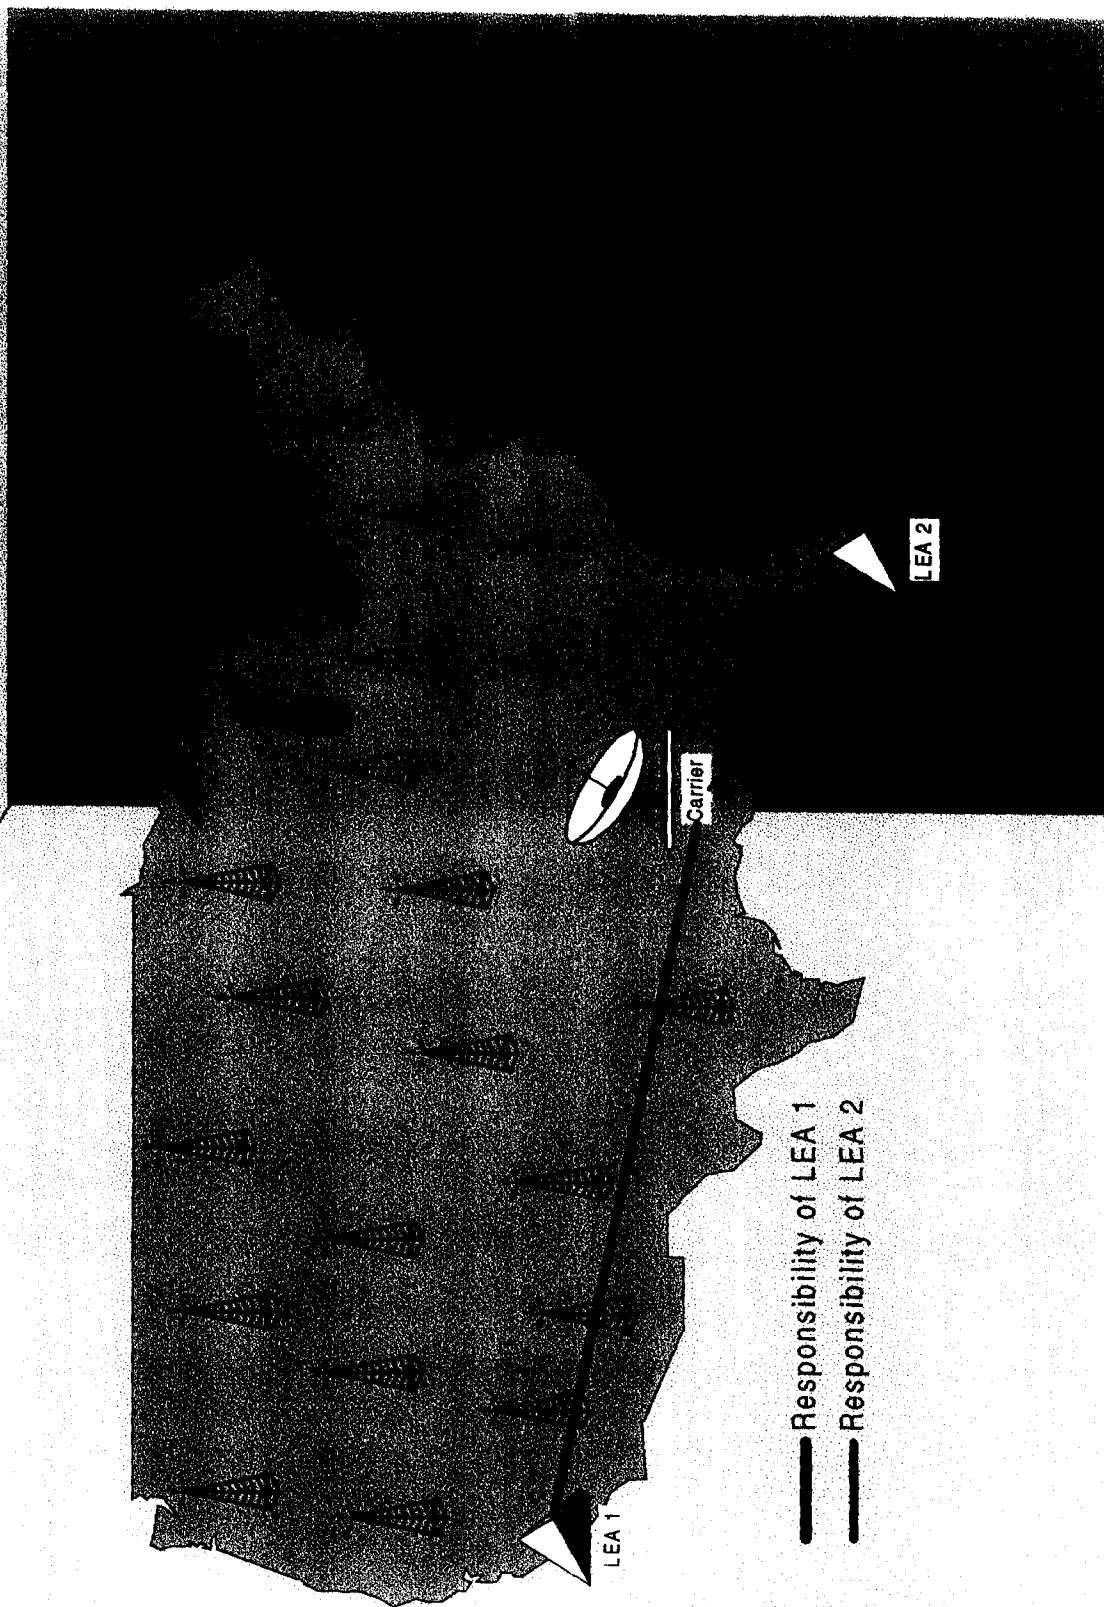 LEA 1
Carrier
LEA 2
Responsibility of LEA 1
Responsibility of LEA 2